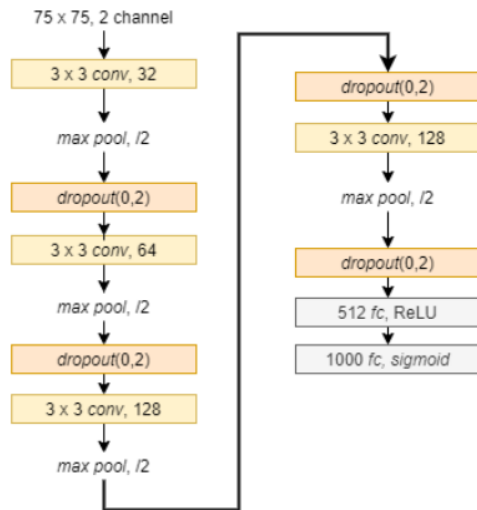 75 x 75, 2 channel
3 x 3 conv, 32
max pool, /2
dropout(0,2)
3 x 3 conv, 64
max pool, /2
dropout(0,2)
3 x 3 conv, 128
max pool, /2
dropout(0,2)
3 x 3 conv, 128
max pool, /2
dropout(0,2)
512 fc, ReLU
1000 fc, sigmoid